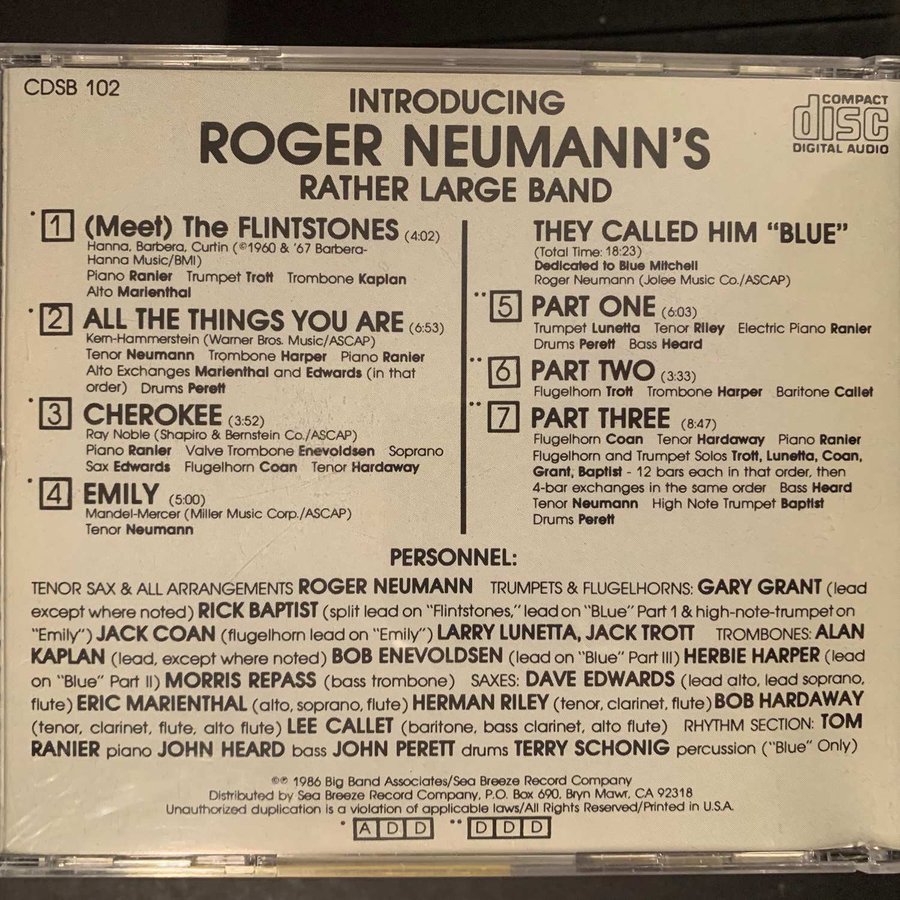 CDSB 102
COMPACT
disc
DIGITAL AUDIO
INTRODUCING
ROGER NEUMANN'S
RATHER LARGE BAND
* 1 (Meet) The FLINTSTONES (4:02)
Hanna, Barbera, Curtin (©1960 & '67 Barbera-
Hanna Music/BMI)
Piano Ranier Trumpet Trott Trombone Kaplan
Alto Marienthal
* 2 ALL THE THINGS YOU ARE (6:53)
Kern-Hammerstein (Warner Bros. Music/ASCAP)
Tenor Neumann Trombone Harper Piano Ranier
Alto Exchanges Marienthal and Edwards (in that
order) Drums Perett
* 3 CHEROKEE (3:52)
Ray Noble (Shapiro & Bernstein Co./ASCAP)
Piano Ranier Valve Trombone Enevoldsen Soprano
Sax Edwards Flugelhorn Coan Tenor Hardaway
* 4 EMILY (5:00)
Mandel-Mercer (Miller Music Corp./ASCAP)
Tenor Neumann
THEY CALLED HIM "BLUE"
(Total Time: 18:23)
Dedicated to Blue Mitchell
Roger Neumann (Jolee Music Co./ASCAP)
** 5 PART ONE (6:03)
Trumpet Lunetta Tenor Riley Electric Piano Ranier
Drums Perett Bass Heard
** 6 PART TWO (3:33)
Flugelhorn Trott Trombone Harper Baritone Callet
** 7 PART THREE (8:47)
Flugelhorn Coan Tenor Hardaway Piano Ranier
Flugelhorn and Trumpet Solos Trott, Lunetta, Coan,
Grant, Baptist - 12 bars each in that order, then
4-bar exchanges in the same order Bass Heard
Tenor Neumann High Note Trumpet Baptist
Drums Perett
PERSONNEL:
TENOR SAX & ALL ARRANGEMENTS ROGER NEUMANN TRUMPETS & FLUGELHORNS: GARY GRANT (lead
except where noted) RICK BAPTIST (split lead on "Flintstones," lead on "BLue" Part 1 & high-note-trumpet on
"Emily") JACK COAN (flugelhorn lead on "Emily") LARRY LUNETTA, JACK TROTT TROMBONES: ALAN
KAPLAN (lead, except where noted) BOB ENEVOLDSEN (lead on "Blue" Part III) HERBIE HARPER (lead
on "Blue" Part II) MORRIS REPASS (bass trombone) SAXES: DAVE EDWARDS (lead alto, lead soprano,
flute) ERIC MARIENTHAL (alto, soprano, flute) HERMAN RILEY (tenor, clarinet, flute) BOB HARDAWAY
(tenor, clarinet, flute, alto flute) LEE CALLET (baritone, bass clarinet, alto flute) RHYTHM SECTION: TOM
RANIER piano JOHN HEARD bass JOHN PERETT drums TERRY SCHONIG percussion ("Blue" Only)
©℗ 1986 Big Band Associates/Sea Breeze Record Company
Distributed by Sea Breeze Record Company, P.O. Box 690, Bryn Mawr, CA 92318
Unauthorized duplication is a violation of applicable laws/All Rights Reserved/Printed in U.S.A.
* ADD ** DDD